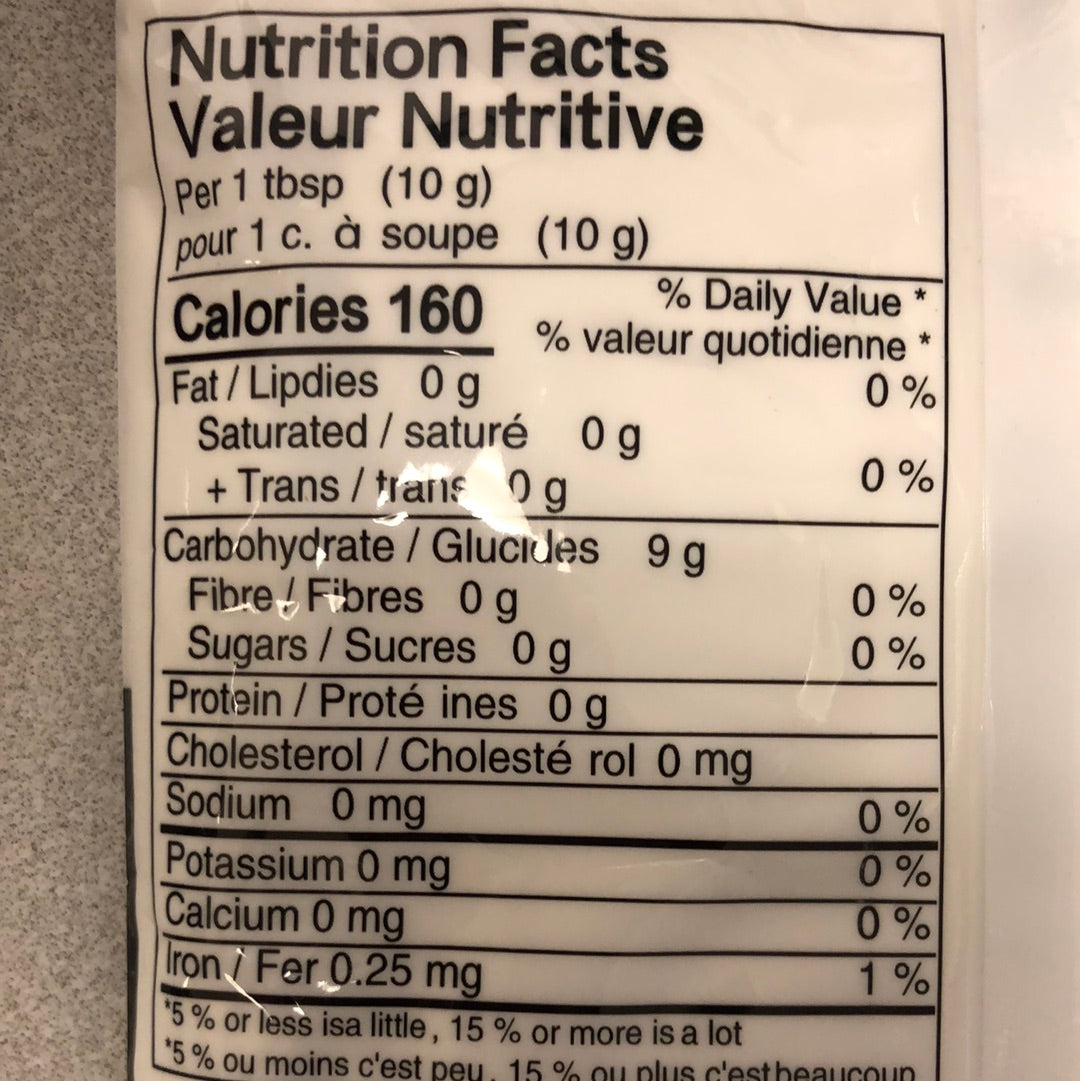 Nutrition Facts
Valeur Nutritive
Per 1 tbsp (10 g)
pour 1 c. à soupe (10 g)
Calories 160
% Daily Value *
% valeur quotidienne *
Fat / Lipdies 0 g 0 %
Saturated / saturé 0 g
+ Trans / trans 0 g 0 %
Carbohydrate / Glucides 9 g
Fibre / Fibres 0 g 0 %
Sugars / Sucres 0 g 0 %
Protein / Proté ines 0 g
Cholesterol / Cholesté rol 0 mg
Sodium 0 mg 0 %
Potassium 0 mg 0 %
Calcium 0 mg 0 %
Iron / Fer 0.25 mg 1 %
*5 % or less isa little, 15 % or more is a lot
*5 % ou moins c'est peu, 15 % ou plus c'est beaucoup